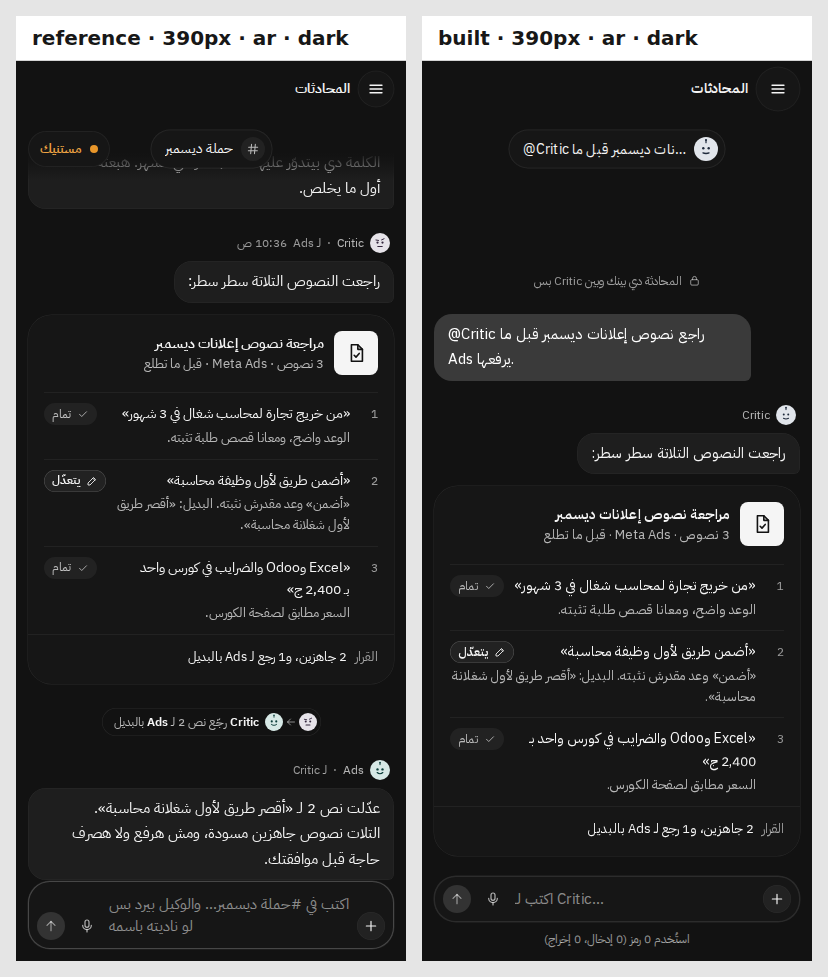 reference · 390px · ar · dark
المحادثات
حملة ديسمبر
مستنيك
أول ما يخلص.
Critic · لـ Ads 10:36 ص
راجعت النصوص التلاتة سطر سطر:
مراجعة نصوص إعلانات ديسمبر
3 نصوص · Meta Ads · قبل ما تطلع
1 «من خريج تجارة لمحاسب شغال في 3 شهور» تمام
الوعد واضح، ومعانا قصص طلبة تثبته.
2 «أضمن طريق لأول وظيفة محاسبة» يتعدّل
«أضمن» وعد مقدرش نثبته. البديل: «أقصر طريق
لأول شغلانة محاسبة».
3 «Excel وOdoo والضرايب في كورس واحد تمام
بـ 2,400 ج»
السعر مطابق لصفحة الكورس.
القرار 2 جاهزين، و1 رجع لـ Ads بالبديل
Critic رجّع نص 2 لـ Ads بالبديل
Ads · لـ Critic
عدّلت نص 2 لـ «أقصر طريق لأول شغلانة محاسبة».
التلات نصوص جاهزين مسودة، ومش هرفع ولا هصرف
حاجة قبل موافقتك.
اكتب في #حملة ديسمبر... والوكيل بيرد بس
لو ناديته باسمه
built · 390px · ar · dark
المحادثات
@Critic نات ديسمبر قبل ما...
المحادثة دي بينك وبين Critic بس
@Critic راجع نصوص إعلانات ديسمبر قبل ما
Ads يرفعها.
Critic
راجعت النصوص التلاتة سطر سطر:
مراجعة نصوص إعلانات ديسمبر
3 نصوص · Meta Ads · قبل ما تطلع
1 «من خريج تجارة لمحاسب شغال في 3 شهور» تمام
الوعد واضح، ومعانا قصص طلبة تثبته.
2 «أضمن طريق لأول وظيفة محاسبة» يتعدّل
«أضمن» وعد مقدرش نثبته. البديل: «أقصر طريق لأول شغلانة
محاسبة».
3 «Excel وOdoo والضرايب في كورس واحد بـ تمام
2,400 ج»
السعر مطابق لصفحة الكورس.
القرار 2 جاهزين، و1 رجع لـ Ads بالبديل
اكتب لـ Critic...
استُخدم 0 رمز (0 إدخال، 0 إخراج)